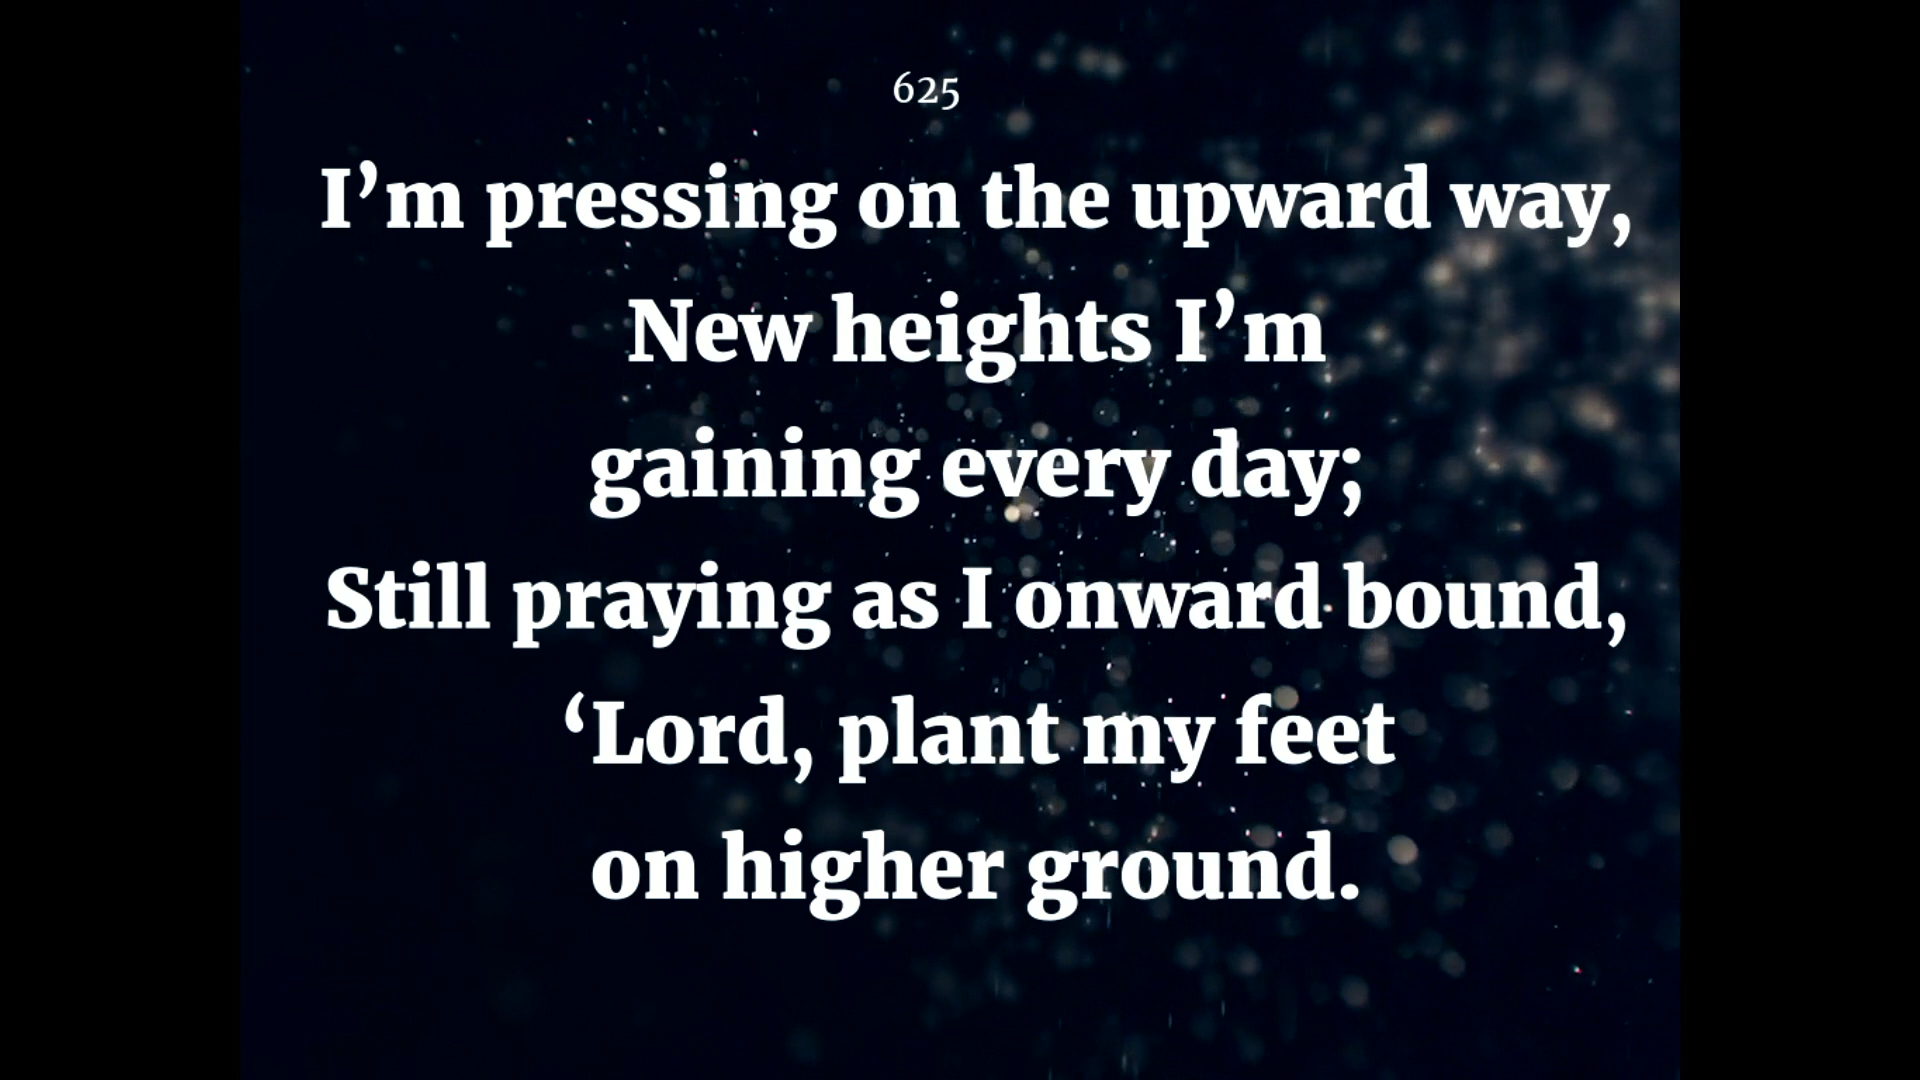 625
I’m pressing on the upward way,
New heights I’m
gaining every day;
Still praying as I onward bound,
‘Lord, plant my feet
on higher ground.